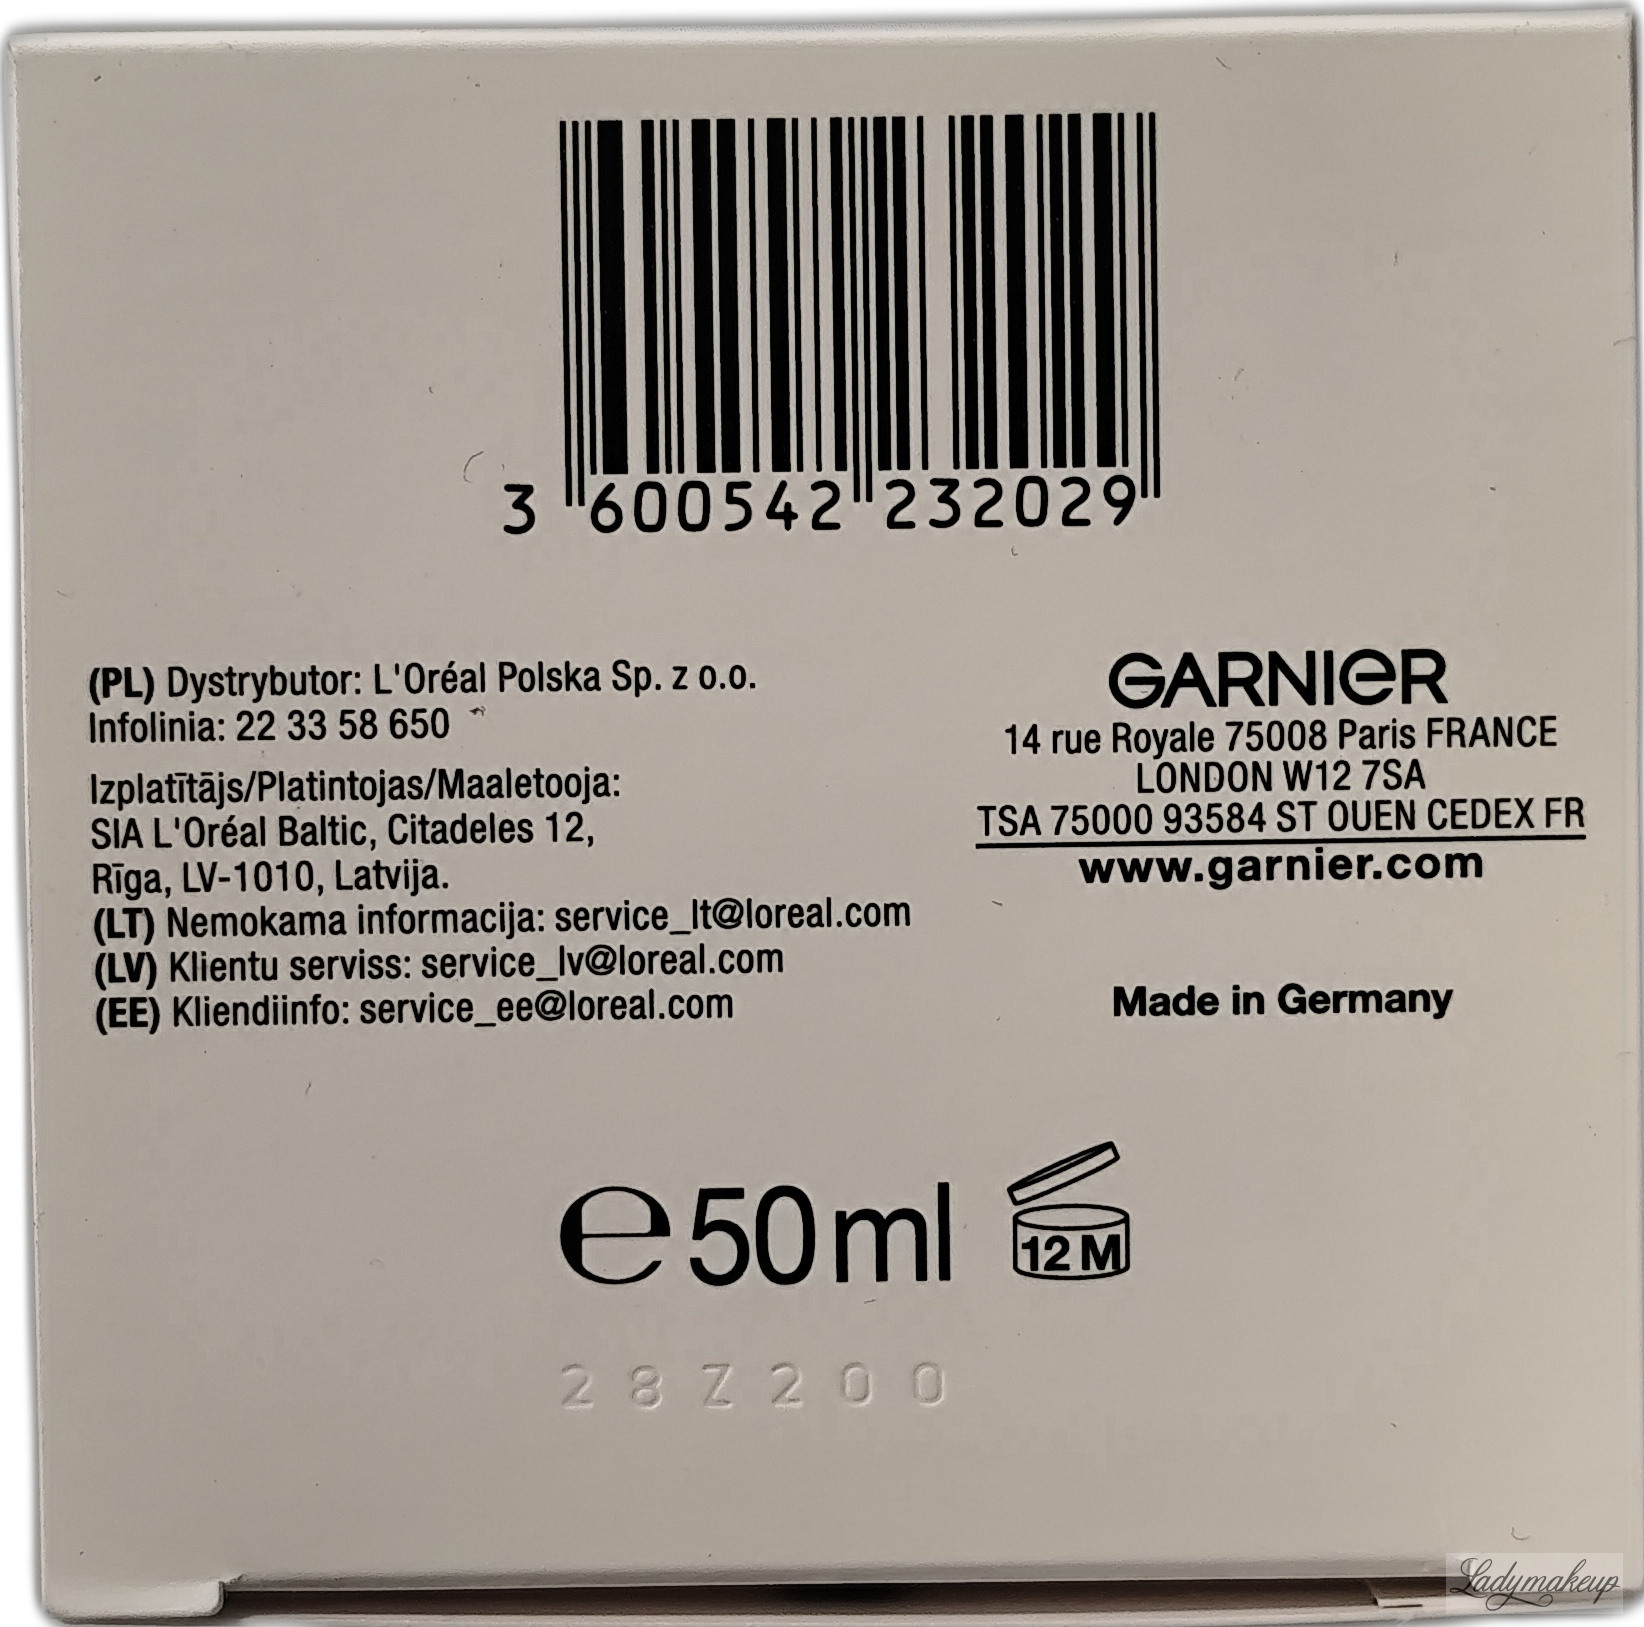 3 600542 232029
(PL) Dystrybutor: L'Oréal Polska Sp. z o.o.
Infolinia: 22 33 58 650
Izplatītājs/Platintojas/Maaletooja:
SIA L'Oréal Baltic, Citadeles 12,
Rīga, LV-1010, Latvija.
(LT) Nemokama informacija: service_lt@loreal.com
(LV) Klientu serviss: service_lv@loreal.com
(EE) Kliendiinfo: service_ee@loreal.com
GARNIER
14 rue Royale 75008 Paris FRANCE
LONDON W12 7SA
TSA 75000 93584 ST OUEN CEDEX FR
www.garnier.com
Made in Germany
e 50 ml
12 M
28Z200
Ladymakeup